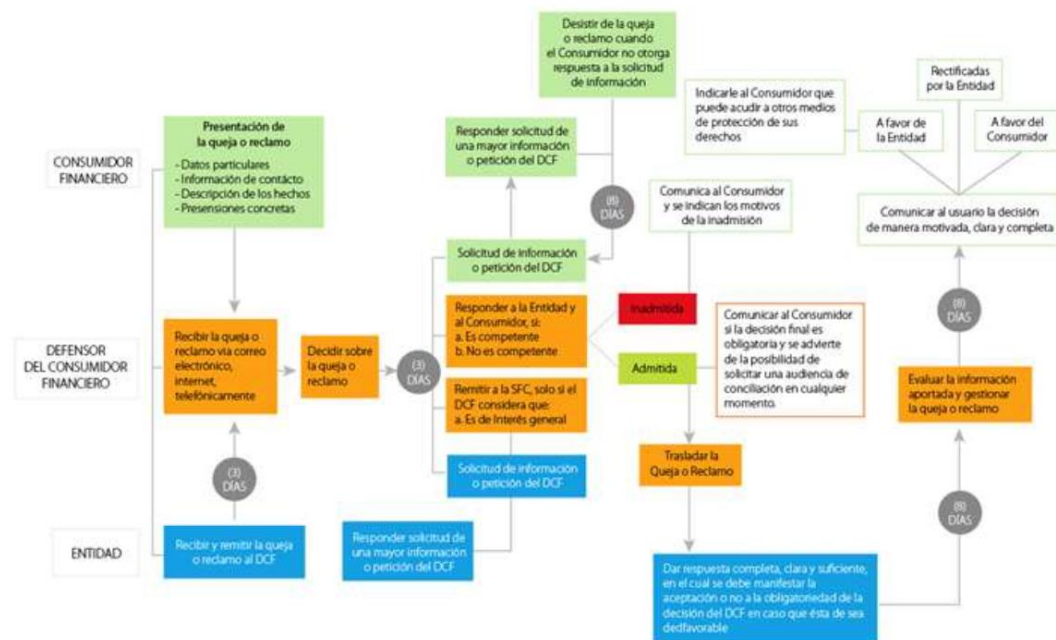 Desistir de la queja
o reclamo cuando
el Consumidor no otorga
respuesta a la solicitud
de información
Rectificadas
por la Entidad
Indicarle al Consumidor que
puede acudir a otros medios
de protección de sus
derechos
A favor de
la Entidad
A favor del
Consumidor
Presentación de
la queja o reclamo
- Datos particulares
- Información de contácto
- Descripción de los hechos
- Presensiones concretas
Responder solicitud de
una mayor información
o petición del DCF
CONSUMIDOR
FINANCIERO
(8)
DÍAS
Comunica al Consumidor
y se indican los motivos
de la inadmisión
Comunicar al usuario la decisión
de manera motivada, clara y completa
Solicitud de información
o petición del DCF
(8)
DÍAS
DEFENSOR
DEL CONSUMIDOR
FINANCIERO
Recibir la queja o
reclamo via correo
electrónico,
internet,
telefónicamente
Decidir sobre
la queja o
reclamo
(3)
DÍAS
Responder a la Entidad y
al Consumidor, si:
a. Es competente
b. No es competente
Inadmitida
Admitida
Comunicar al Consumidor
si la decisión final es
obligatoria y se advierte
de la posibilidad de
solicitar una audiencia de
conciliación en cualquier
momento.
Remitir a la SFC, solo si el
DCF considera que:
a. Es de Interés general
Evaluar la información
aportada y gestionar
la queja o reclamo
Trasladar la
Queja o Reclamo
(3)
DÍAS
Solicitud de información
o petición del DCF
(8)
DÍAS
ENTIDAD
Recibir y remitir la queja
o reclamo al DCF
Responder solicitud de
una mayor información
o petición del DCF
Dar respuesta completa, clara y suficiente,
en el cual se debe manifestar la
aceptación o no a la obligatoriedad de la
decisión del DCF en caso que ésta de sea
dedfavorable